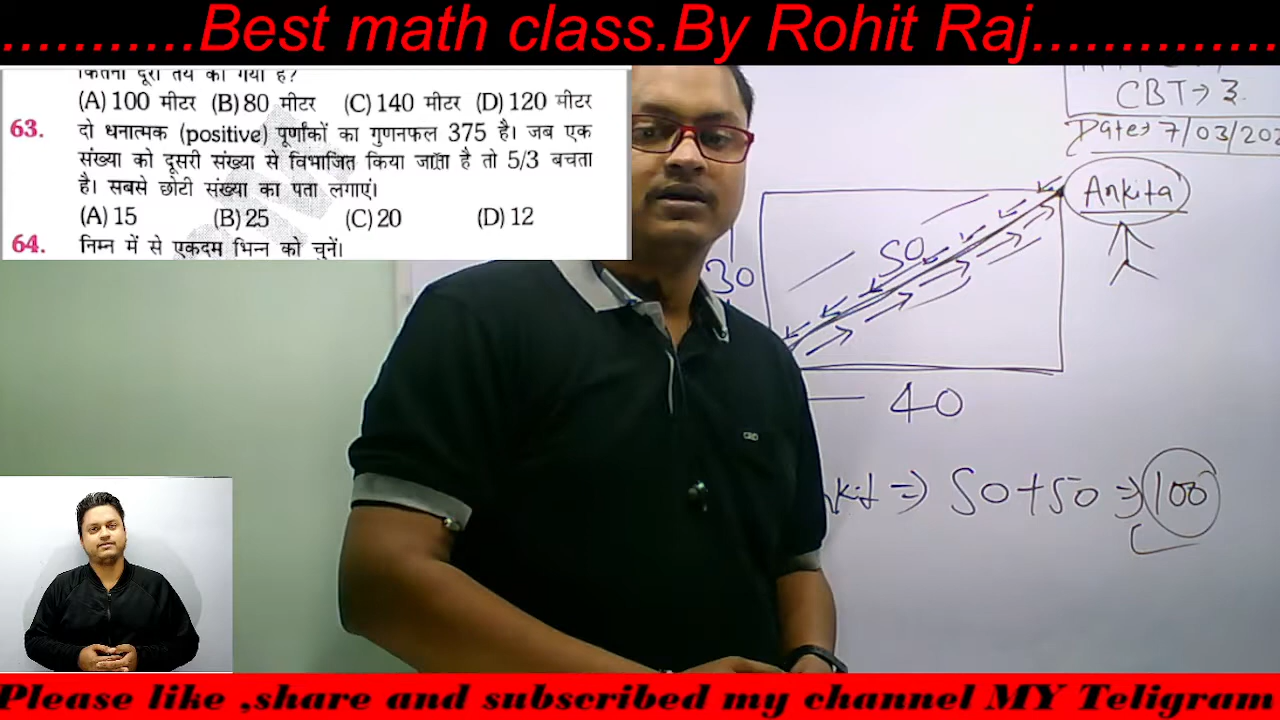 ...........Best math class.By Rohit Raj..............
कितनी दूरी तय की गयी है?
(A) 100 मीटर (B) 80 मीटर (C) 140 मीटर (D) 120 मीटर
63. दो धनात्मक (positive) पूर्णांकों का गुणनफल 375 है। जब एक
संख्या को दूसरी संख्या से विभाजित किया जाता है तो 5/3 बचता
है। सबसे छोटी संख्या का पता लगाएं।
(A) 15 (B) 25 (C) 20 (D) 12
64. निम्न में से एकदम भिन्न को चुनें।
CBT→ 3.
Date→ 7/03/202
Ankita
50
30
40
⇒ 50+50 ⇒ 100
Please like ,share and subscribed my channel MY Teligram